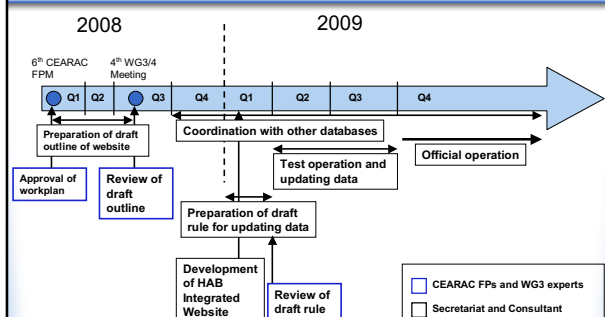 2008
2009
6th CEARAC
FPM
4th WG3/4
Meeting
Q1
Q2
Q3
Q4
Q1
Q2
Q3
Q4
Preparation of draft
outline of website
Coordination with other databases
Approval of
workplan
Review of
draft
outline
Test operation and
updating data
Official operation
Preparation of draft
rule for updating data
Development
of HAB
Integrated
Website
Review of
draft rule
CEARAC FPs and WG3 experts
Secretariat and Consultant